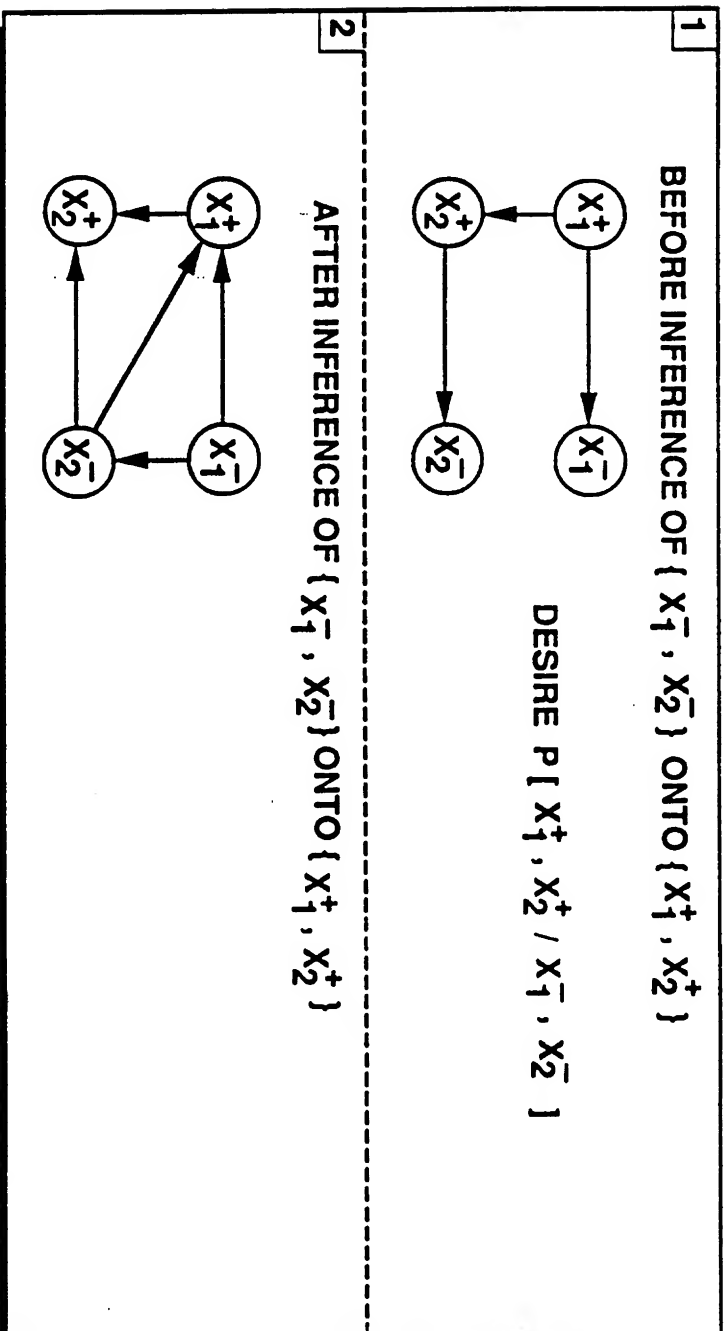 1
BEFORE INFERENCE OF { X₁⁻, X₂⁻ } ONTO { X₁⁺, X₂⁺ }
X₁⁺ X₁⁻
X₂⁺ X₂⁻
DESIRE P [ X₁⁺, X₂⁺ / X₁⁻, X₂⁻ ]
2
AFTER INFERENCE OF { X₁⁻, X₂⁻ } ONTO { X₁⁺, X₂⁺ }
X₁⁺ X₁⁻
X₂⁺ X₂⁻